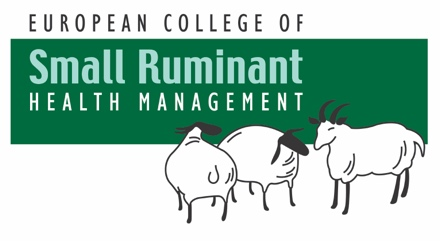 EUROPEAN COLLEGE OF
Small Ruminant
HEALTH MANAGEMENT